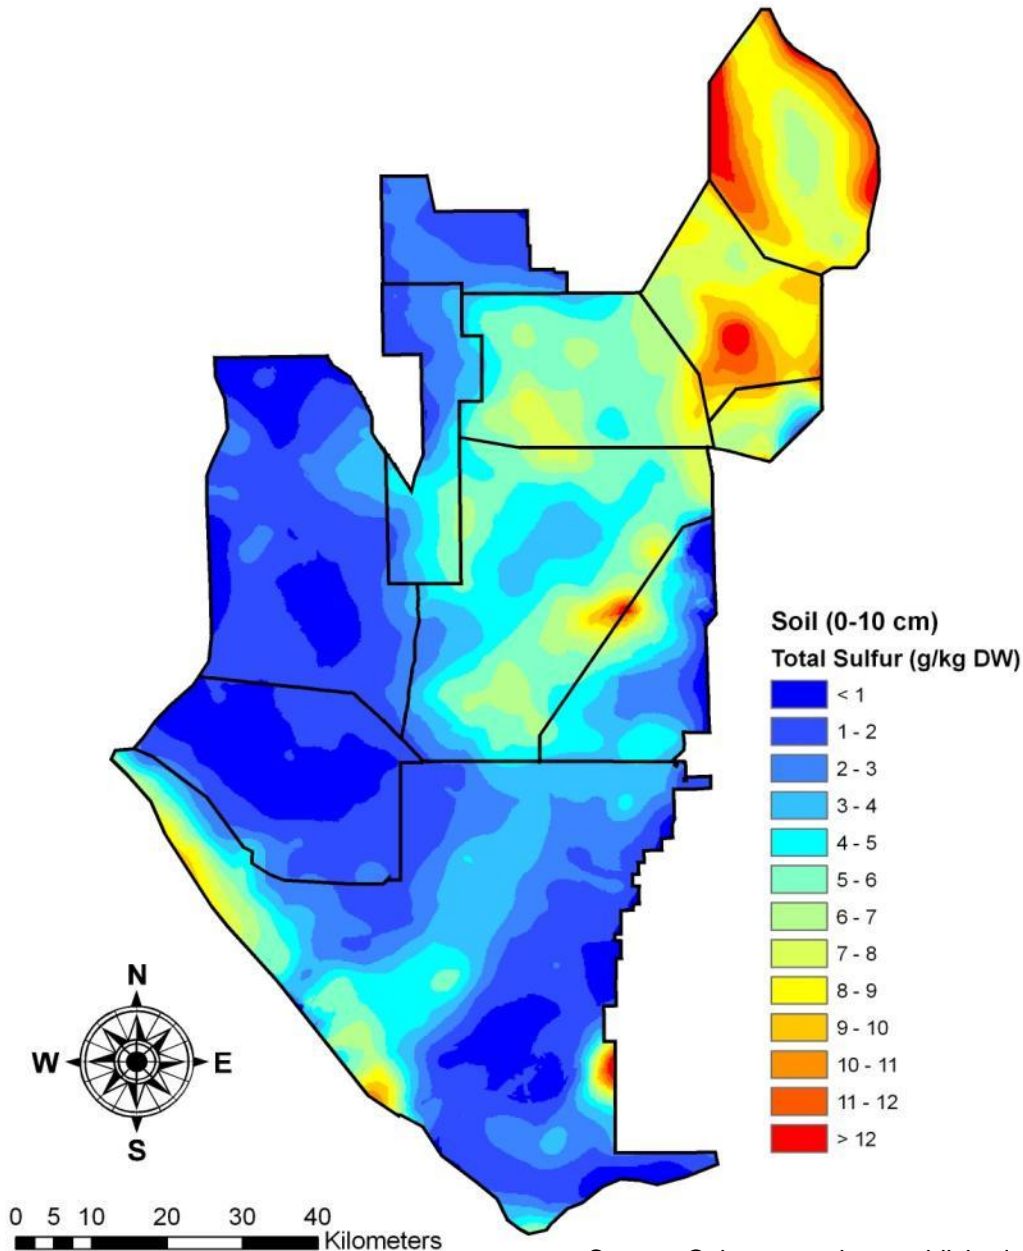 Soil (0-10 cm)
Total Sulfur (g/kg DW)
< 1
1 - 2
2 - 3
3 - 4
4 - 5
5 - 6
6 - 7
7 - 8
8 - 9
9 - 10
10 - 11
11 - 12
> 12
N
W E
S
0 5 10 20 30 40
Kilometers